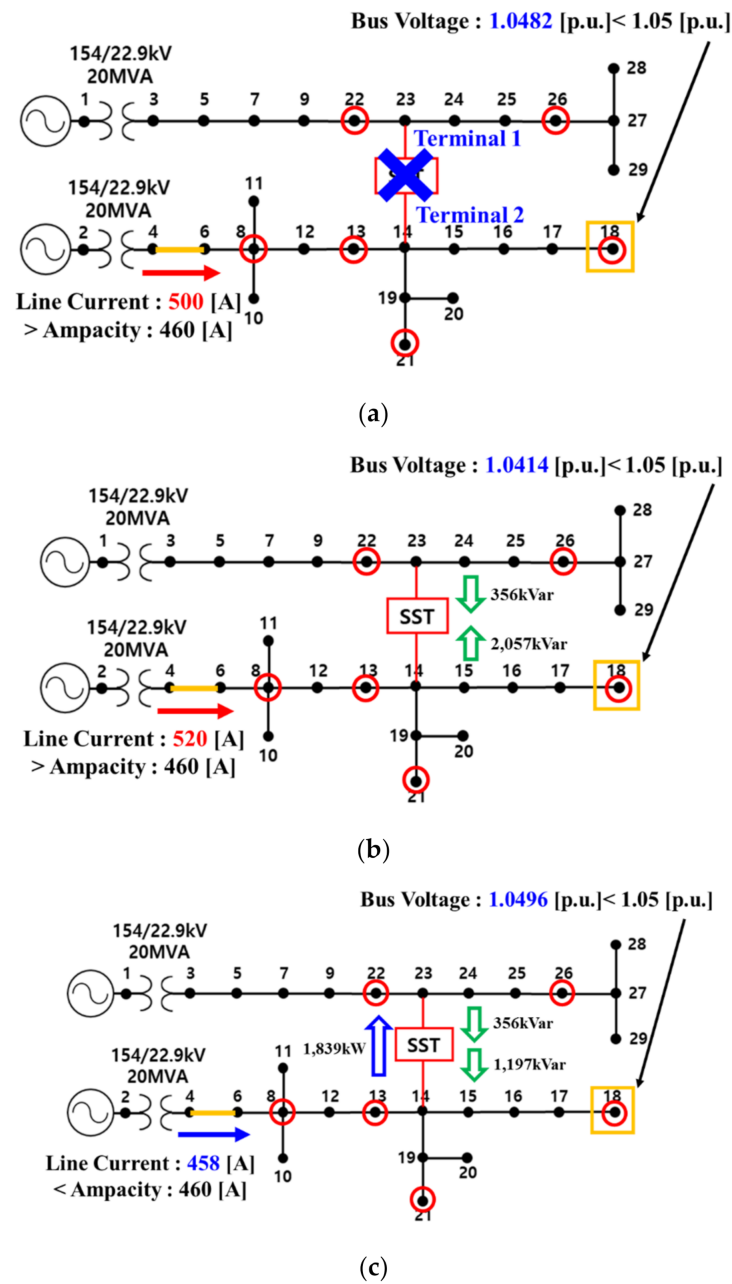 Bus Voltage : 1.0482 [p.u.]< 1.05 [p.u.]
154/22.9kV
20MVA
28
1 3 5 7 9 22 23 24 25 26
27
Terminal 1
29
154/22.9kV
20MVA
11
Terminal 2
2 4 6 8 12 13 14 15 16 17 18
Line Current : 500 [A]
> Ampacity : 460 [A]
10
19
20
21
(a)
Bus Voltage : 1.0414 [p.u.]< 1.05 [p.u.]
154/22.9kV
20MVA
28
1 3 5 7 9 22 23 24 25 26
27
356kVar
SST
29
2,057kVar
154/22.9kV
20MVA
11
2 4 6 8 12 13 14 15 16 17 18
Line Current : 520 [A]
> Ampacity : 460 [A]
10
19
20
21
(b)
Bus Voltage : 1.0496 [p.u.]< 1.05 [p.u.]
154/22.9kV
20MVA
28
1 3 5 7 9 22 23 24 25 26
27
356kVar
1,839kW
SST
29
1,197kVar
154/22.9kV
20MVA
11
2 4 6 8 12 13 14 15 16 17 18
Line Current : 458 [A]
< Ampacity : 460 [A]
10
19
20
21
(c)